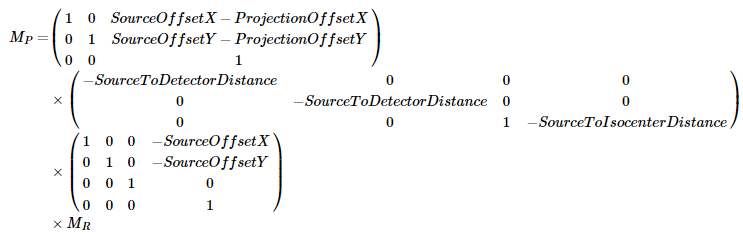 M_P = ( 1 0 SourceOffsetX − ProjectionOffsetX
0 1 SourceOffsetY − ProjectionOffsetY
0 0 1 )
× ( −SourceToDetectorDistance 0 0 0
0 −SourceToDetectorDistance 0 0
0 0 1 −SourceToIsocenterDistance )
× ( 1 0 0 −SourceOffsetX
0 1 0 −SourceOffsetY
0 0 1 0
0 0 0 1 )
× M_R